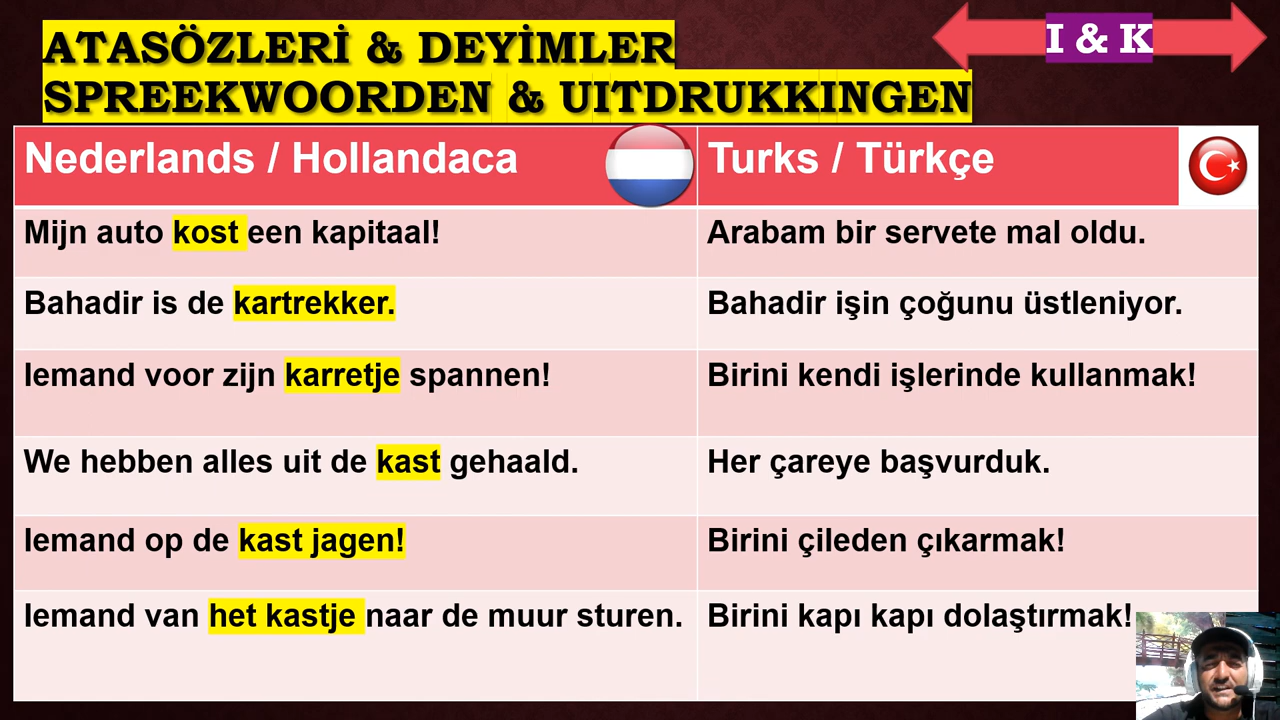 ATASÖZLERİ & DEYİMLER
SPREEKWOORDEN & UITDRUKKINGEN
I & K
Nederlands / Hollandaca
Turks / Türkçe
Mijn auto kost een kapitaal!
Arabam bir servete mal oldu.
Bahadir is de kartrekker.
Bahadir işin çoğunu üstleniyor.
Iemand voor zijn karretje spannen!
Birini kendi işlerinde kullanmak!
We hebben alles uit de kast gehaald.
Her çareye başvurduk.
Iemand op de kast jagen!
Birini çileden çıkarmak!
Iemand van het kastje naar de muur sturen.
Birini kapı kapı dolaştırmak!